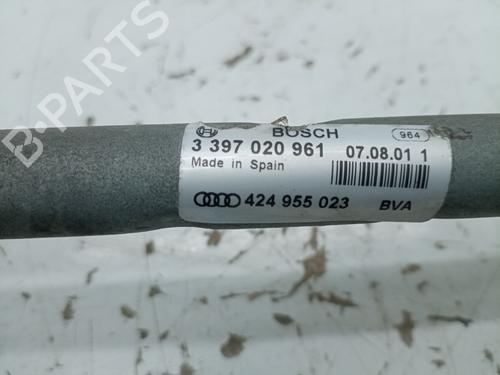 BOSCH 964
3 397 020 961 07.08.01 1
Made in Spain
424 955 023 BVA
B-Parts